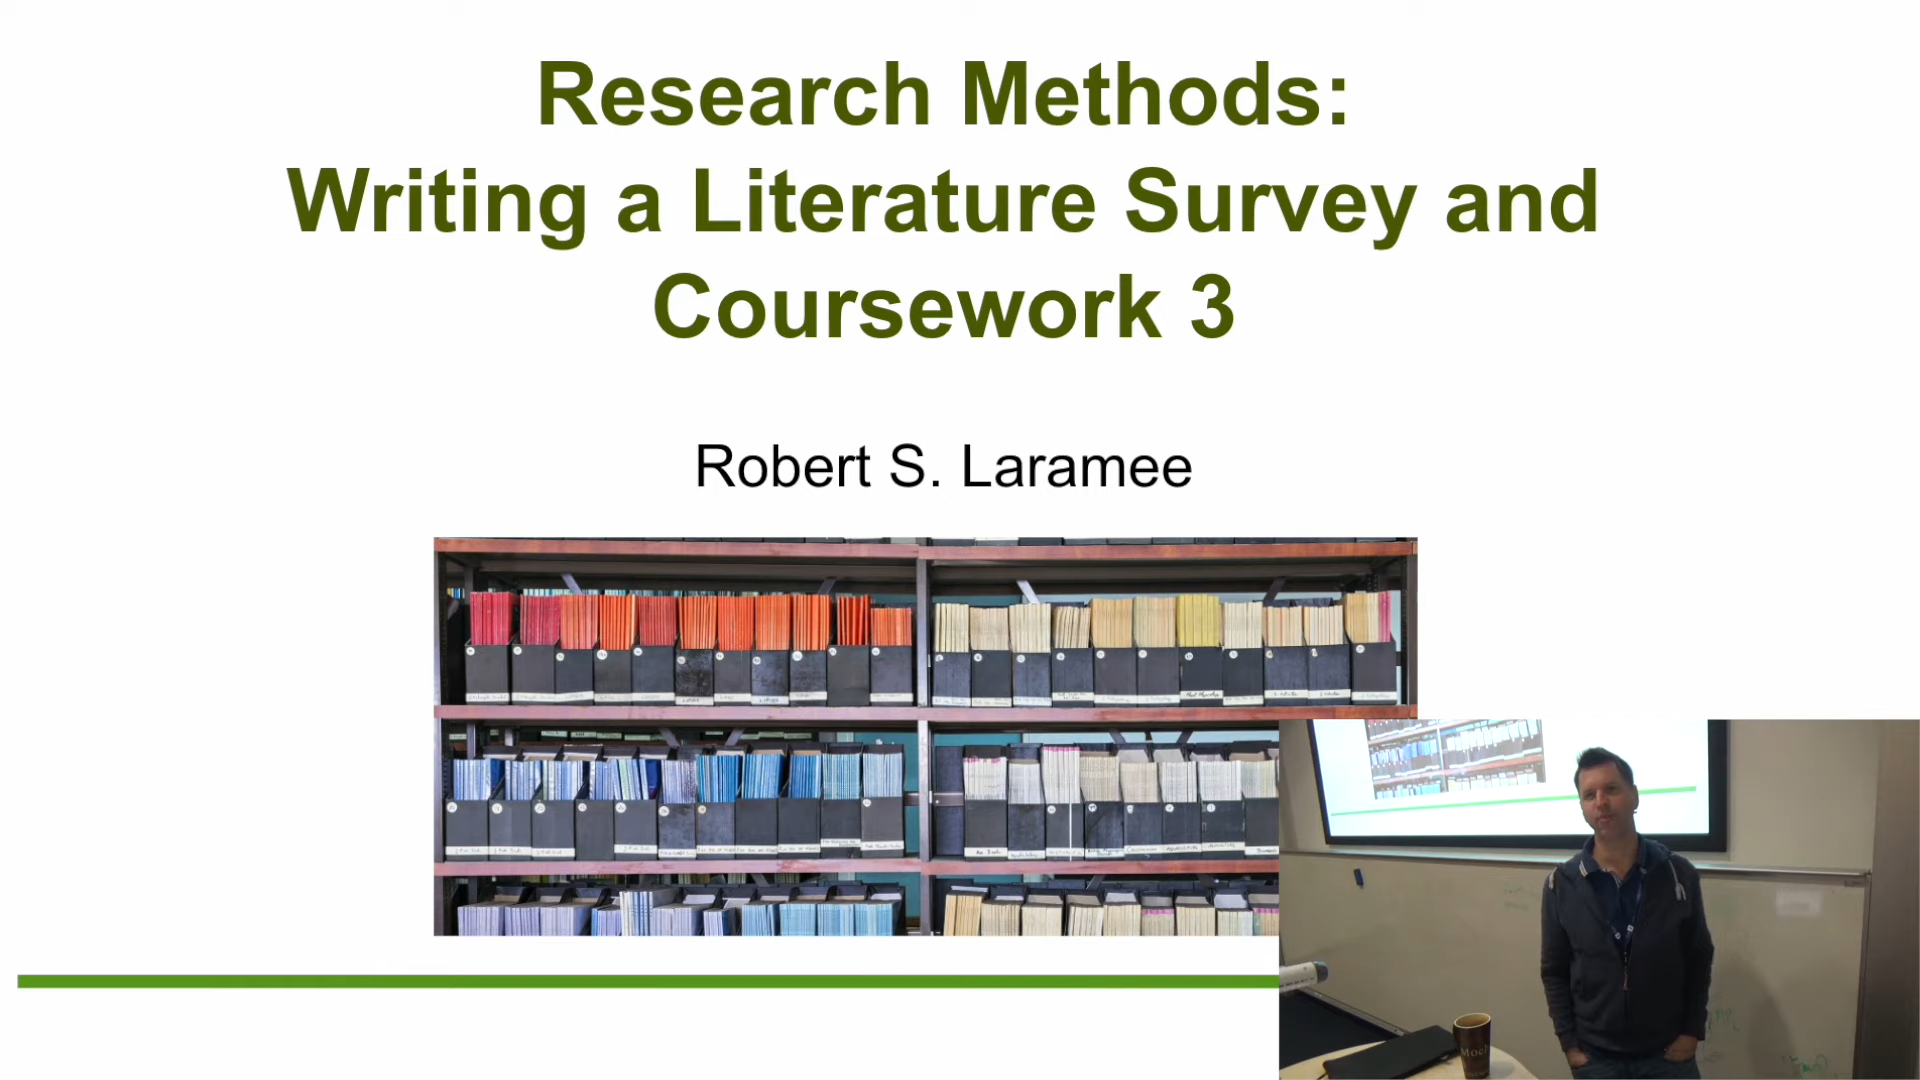 Research Methods:
Writing a Literature Survey and
Coursework 3
Robert S. Laramee